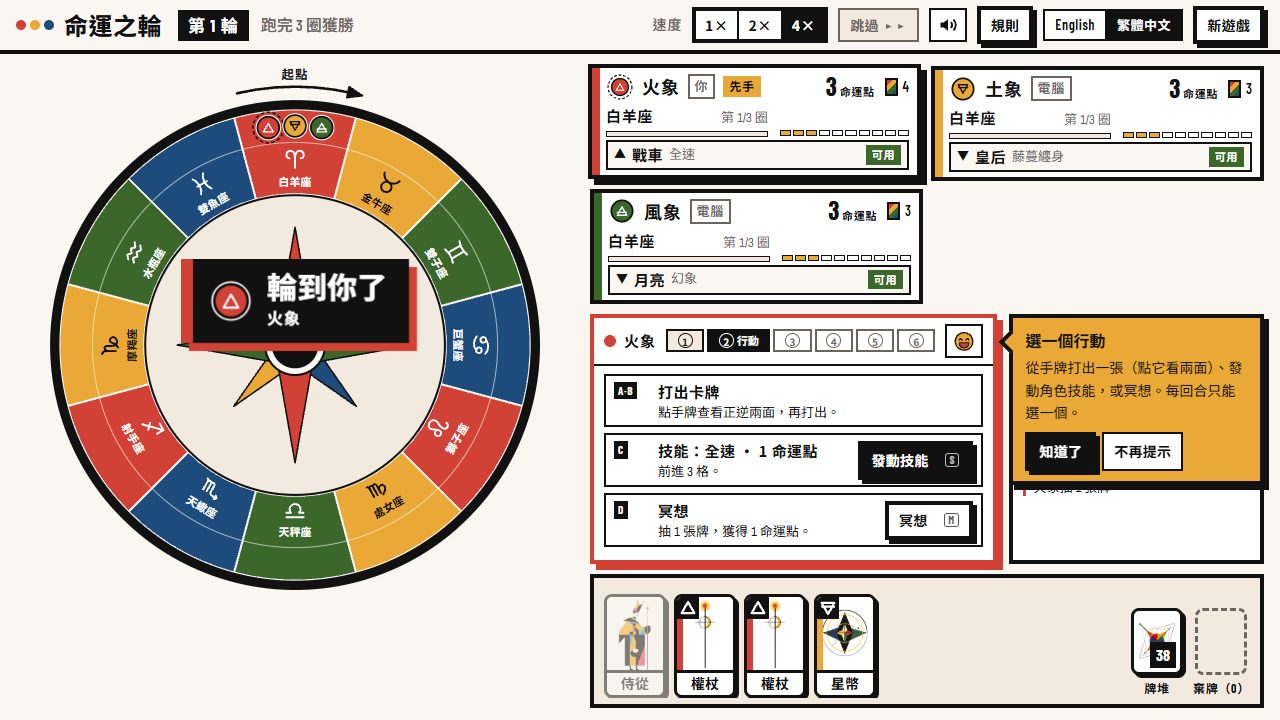 命運之輪
第 1 輪
跑完 3 圈獲勝
速度
1×
2×
4×
跳過 ▸ ▸
規則
English
繁體中文
新遊戲
起點
白羊座
金牛座
雙子座
巨蟹座
獅子座
處女座
天秤座
天蠍座
射手座
摩羯座
水瓶座
雙魚座
輪到你了
火象
火象
你
先手
3 命運點
4
白羊座
第 1/3 圈
▲ 戰車 全速
可用
土象
電腦
3 命運點
3
白羊座
第 1/3 圈
▼ 皇后 藤蔓纏身
可用
風象
電腦
3 命運點
3
白羊座
第 1/3 圈
▼ 月亮 幻象
可用
火象
1
2 行動
3
4
5
6
A·B
打出卡牌
點手牌查看正逆兩面，再打出。
C
技能：全速 · 1 命運點
前進 3 格。
發動技能 S
D
冥想
抽 1 張牌，獲得 1 命運點。
冥想 M
選一個行動
從手牌打出一張（點它看兩面）、發
動角色技能，或冥想。每回合只能
選一個。
知道了
不再提示
侍從
權杖
權杖
星幣
38
牌堆
棄牌（0）